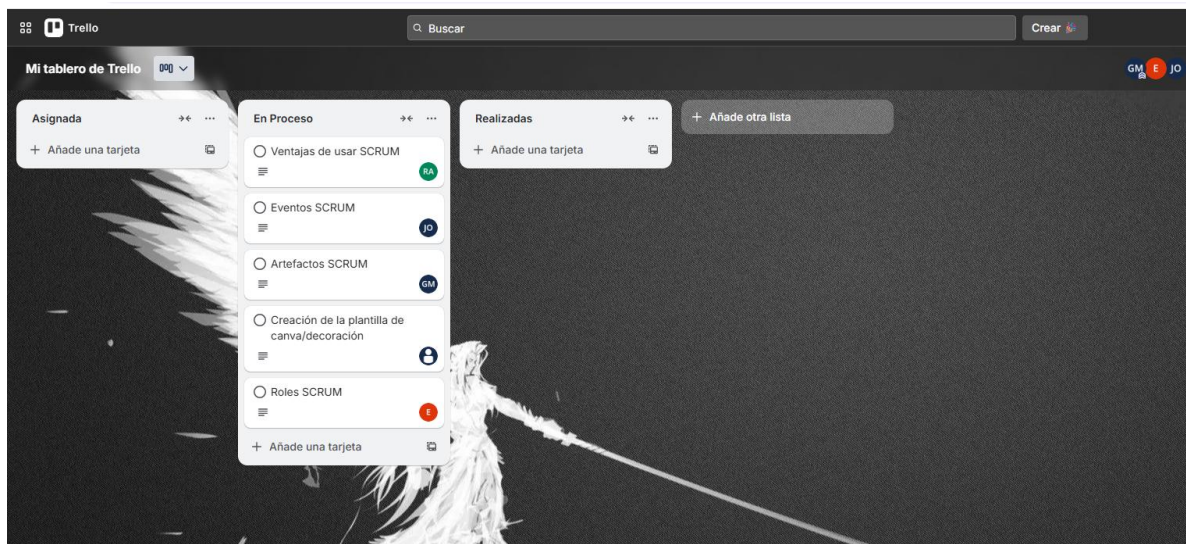 Trello
Buscar
Crear
Mi tablero de Trello
GM E JO
Asignada
+ Añade una tarjeta
En Proceso
Ventajas de usar SCRUM
RA
Eventos SCRUM
JO
Artefactos SCRUM
GM
Creación de la plantilla de
canva/decoración
Roles SCRUM
E
+ Añade una tarjeta
Realizadas
+ Añade una tarjeta
+ Añade otra lista